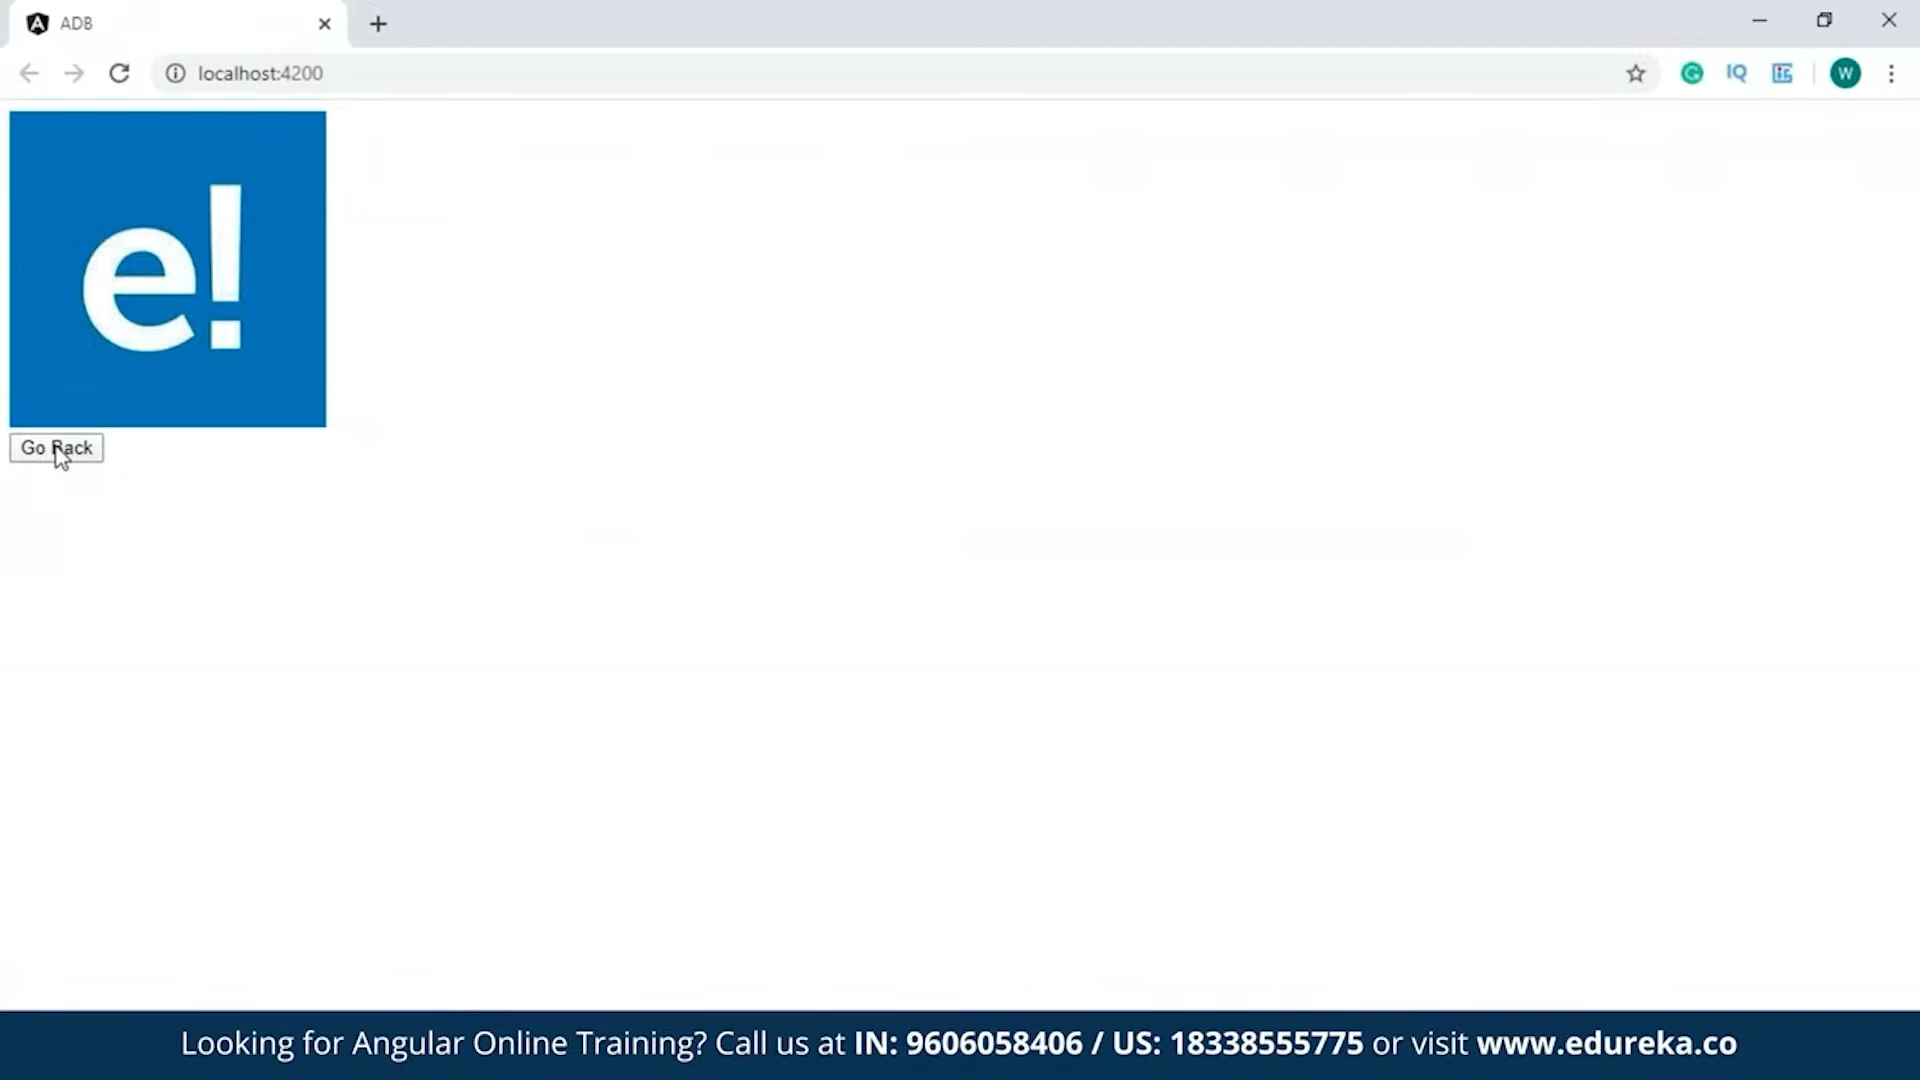 ADB
localhost:4200
IQ
W
e!
Go Back
Looking for Angular Online Training? Call us at IN: 9606058406 / US: 18338555775 or visit www.edureka.co